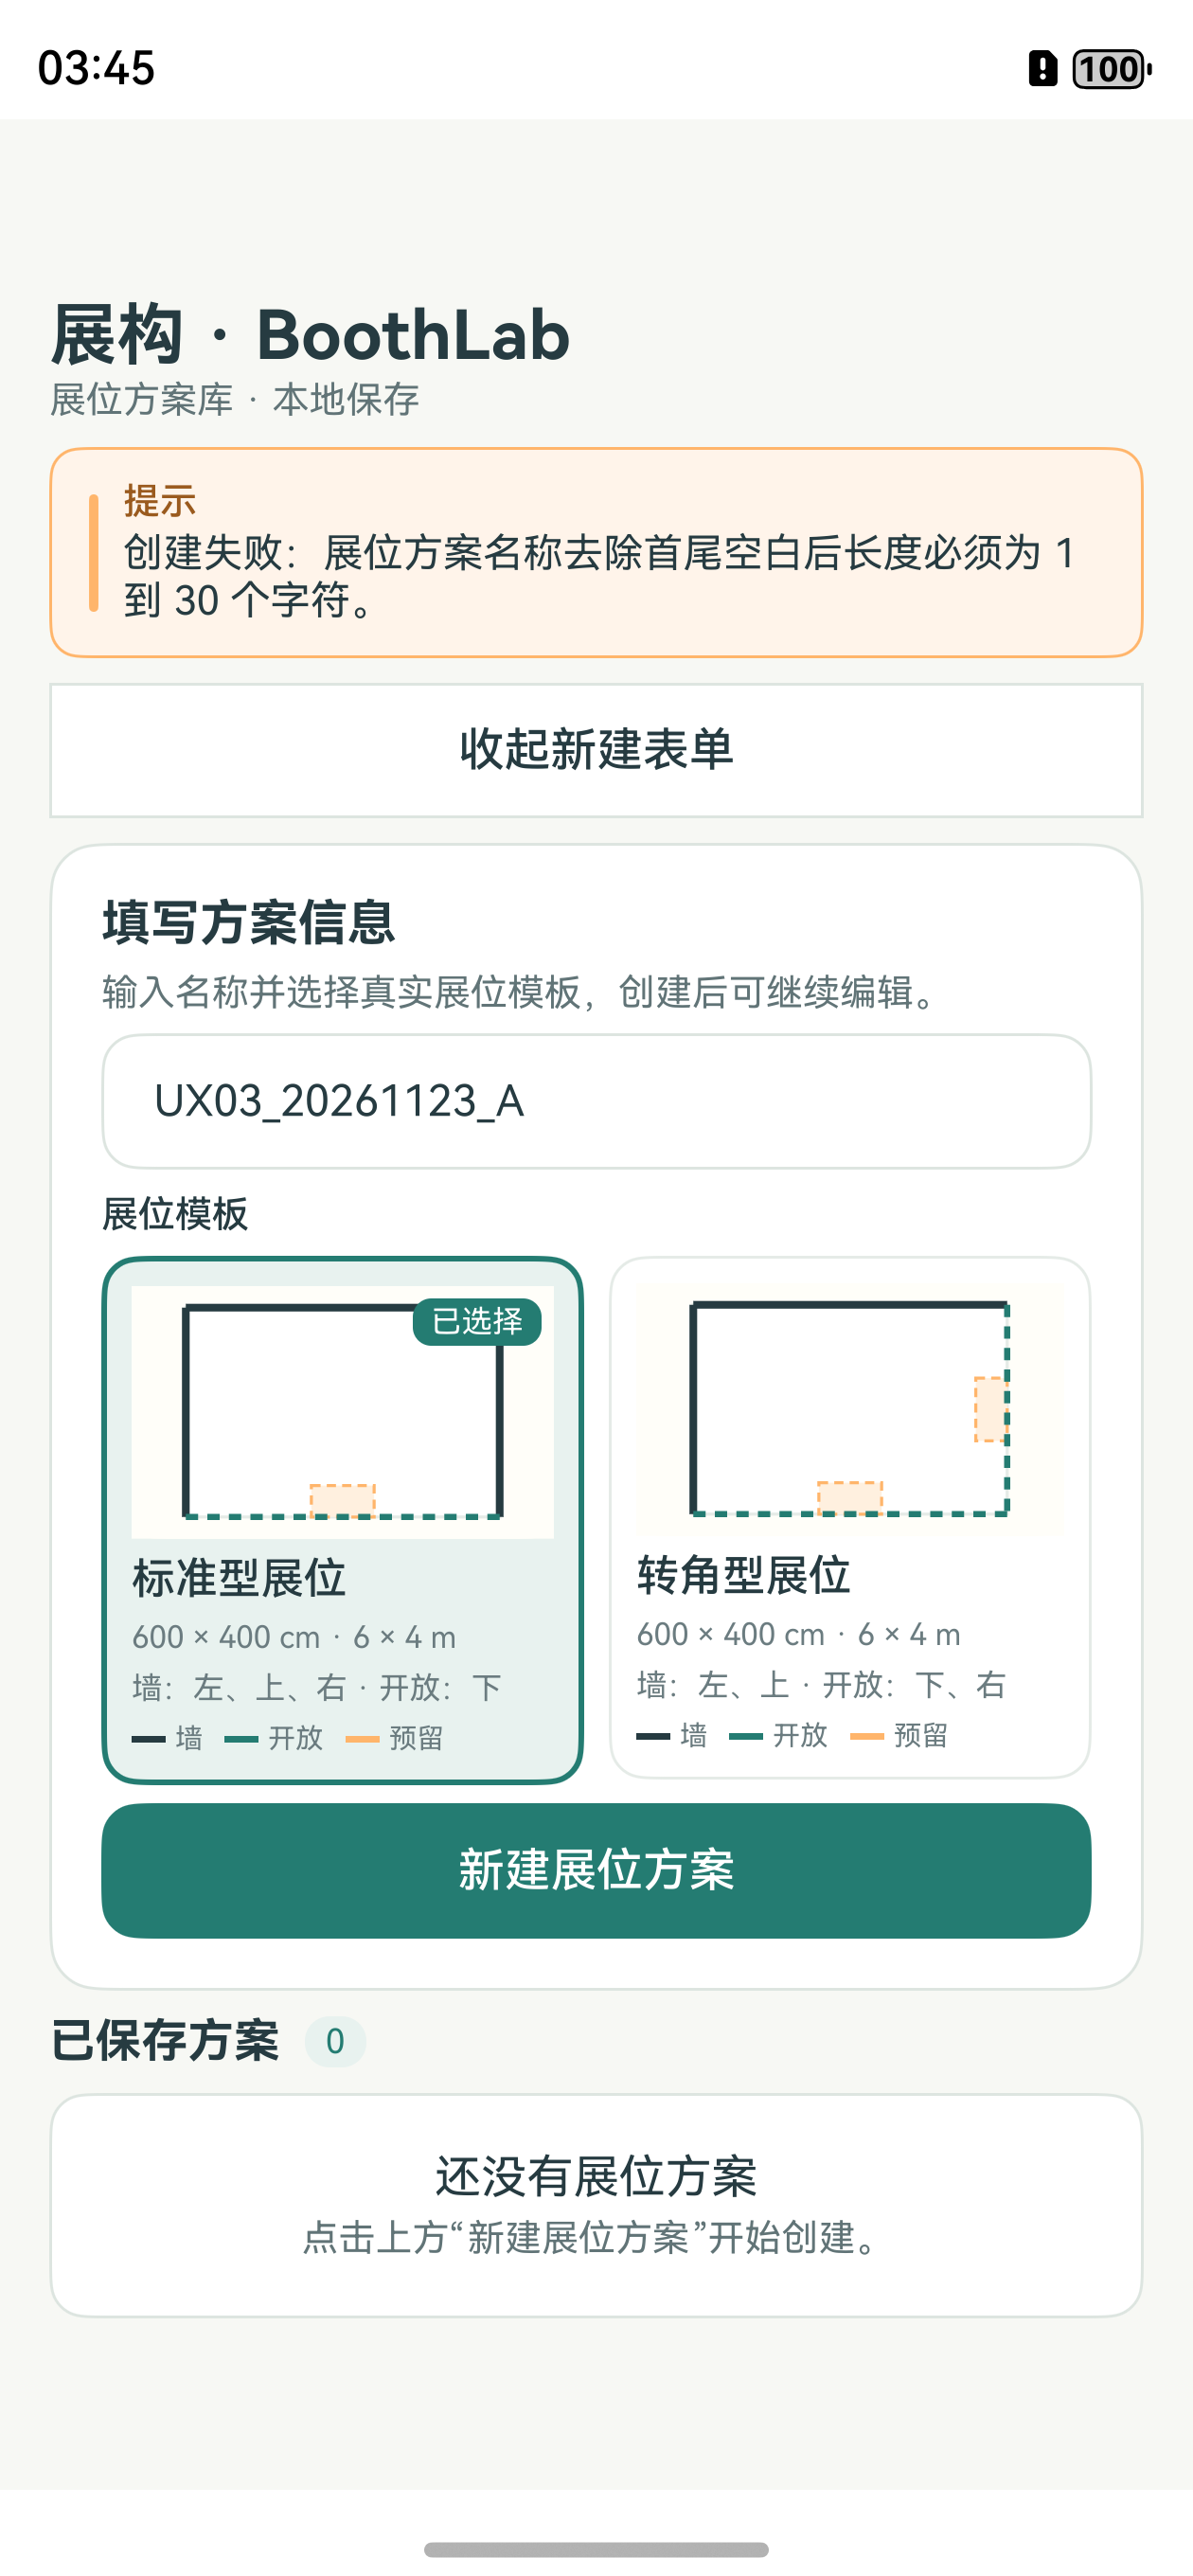 03:45
100
展构 · BoothLab
展位方案库 · 本地保存
提示
创建失败：展位方案名称去除首尾空白后长度必须为 1
到 30 个字符。
收起新建表单
填写方案信息
输入名称并选择真实展位模板，创建后可继续编辑。
UX03_20261123_A
展位模板
已选择
标准型展位
600 × 400 cm · 6 × 4 m
墙：左、上、右 · 开放：下
墙 开放 预留
转角型展位
600 × 400 cm · 6 × 4 m
墙：左、上 · 开放：下、右
墙 开放 预留
新建展位方案
已保存方案 0
还没有展位方案
点击上方“新建展位方案”开始创建。